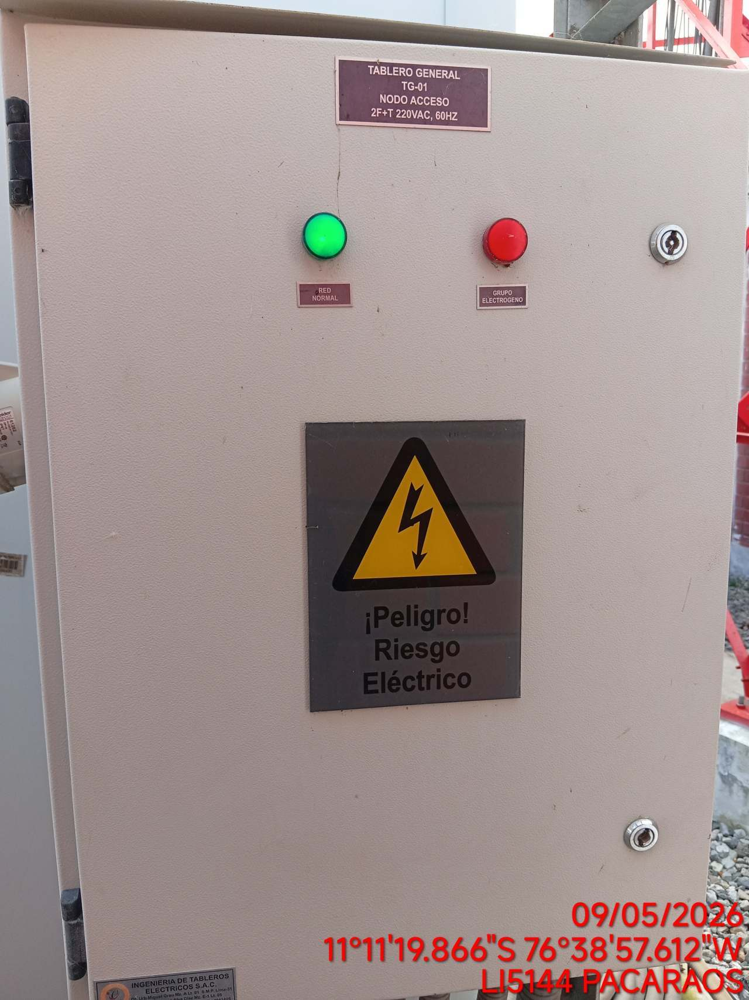 TABLERO GENERAL
TG-01
NODO ACCESO
2F+T 220VAC, 60HZ
RED
NORMAL
GRUPO
ELECTROGENO
¡Peligro!
Riesgo
Eléctrico
09/05/2026
11°11'19.866"S 76°38'57.612"W
LI5144 PACARAOS
INGENIERIA DE TABLEROS
ELECTRICOS S.A.C.